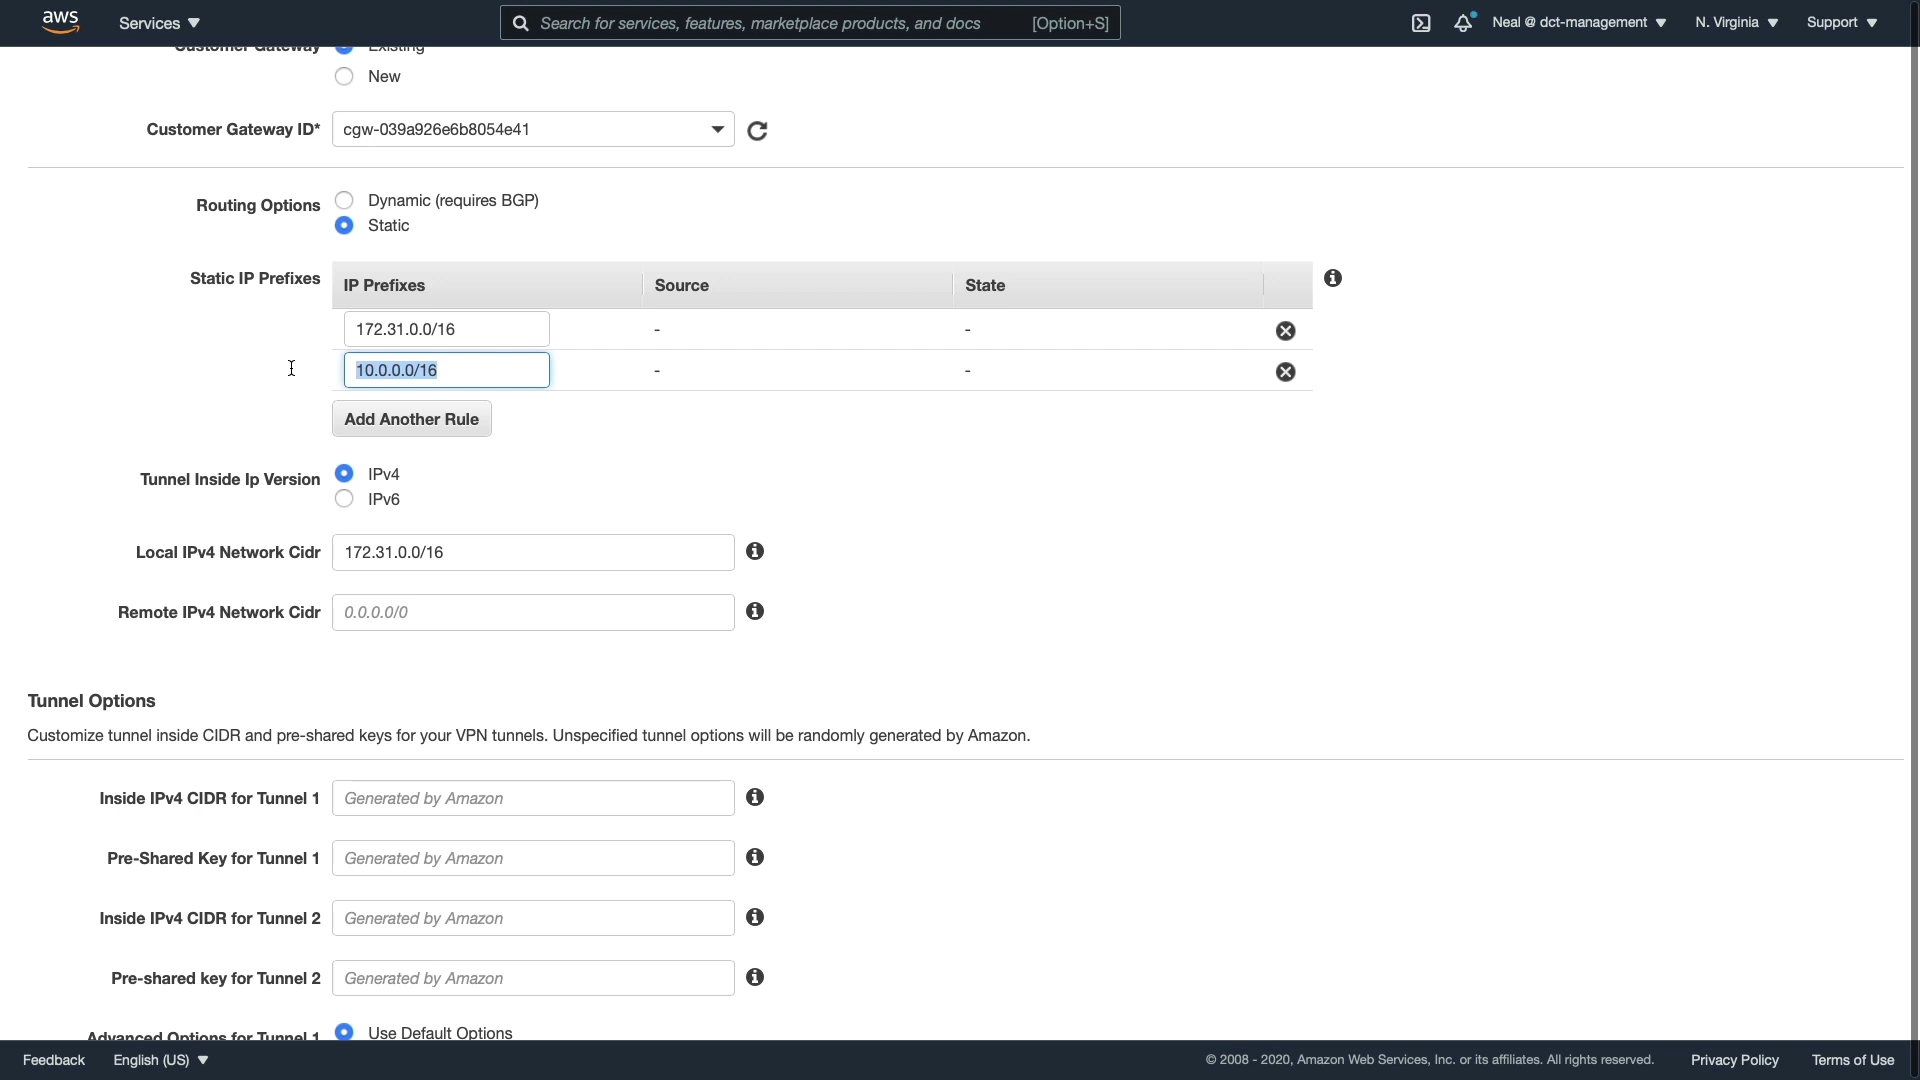 aws Services Search for services, features, marketplace products, and docs [Option+S] Neal @ dct-management N. Virginia Support
Customer Gateway Existing
New
Customer Gateway ID* cgw-039a926e6b8054e41
Routing Options Dynamic (requires BGP)
Static
Static IP Prefixes IP Prefixes Source State
172.31.0.0/16 - -
10.0.0.0/16 - -
Add Another Rule
Tunnel Inside Ip Version IPv4
IPv6
Local IPv4 Network Cidr 172.31.0.0/16
Remote IPv4 Network Cidr 0.0.0.0/0
Tunnel Options
Customize tunnel inside CIDR and pre-shared keys for your VPN tunnels. Unspecified tunnel options will be randomly generated by Amazon.
Inside IPv4 CIDR for Tunnel 1 Generated by Amazon
Pre-Shared Key for Tunnel 1 Generated by Amazon
Inside IPv4 CIDR for Tunnel 2 Generated by Amazon
Pre-shared key for Tunnel 2 Generated by Amazon
Advanced Options for Tunnel 1 Use Default Options
Feedback English (US) © 2008 - 2020, Amazon Web Services, Inc. or its affiliates. All rights reserved. Privacy Policy Terms of Use